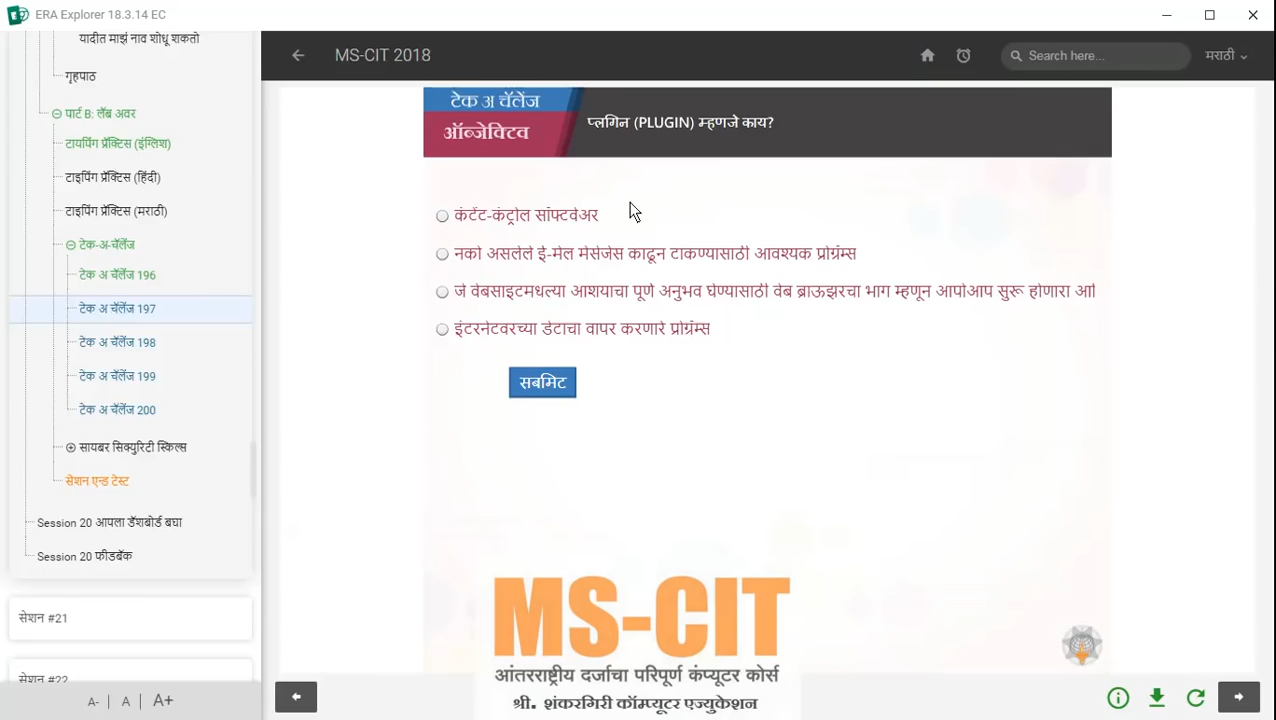 ERA Explorer 18.3.14 EC
यादीत माझं नाव शोधू शकतो
गृहपाठ
पार्ट B: लॅब अवर
टायपिंग प्रॅक्टिस (इंग्लिश)
टाइपिंग प्रॅक्टिस (हिंदी)
टाइपिंग प्रॅक्टिस (मराठी)
टेक-अ-चॅलेंज
टेक अ चॅलेंज 196
टेक अ चॅलेंज 197
टेक अ चॅलेंज 198
टेक अ चॅलेंज 199
टेक अ चॅलेंज 200
सायबर सिक्युरिटी स्किल्स
सेशन एन्ड टेस्ट
Session 20 आपला डॅशबोर्ड बघा
Session 20 फीडबॅक
सेशन #21
सेशन #22
A- | A | A+
MS-CIT 2018
Search here...
मराठी
टेक अ चॅलेंज
ऑब्जेक्टिव
प्लगिन (PLUGIN) म्हणजे काय?
कंटेंट-कंट्रोल सॉफ्टवेअर
नको असलेले ई-मेल मेसेजेस काढून टाकण्यासाठी आवश्यक प्रोग्रॅम्स
जे वेबसाइटमधल्या आशयाचा पूर्ण अनुभव घेण्यासाठी वेब ब्राऊझरचा भाग म्हणून आपोआप सुरू होणारा
इंटरनेटवरच्या डेटाचा वापर करणारे प्रोग्रॅम्स
सबमिट
MS-CIT
आंतरराष्ट्रीय दर्जाचा परिपूर्ण कंप्यूटर कोर्स
श्री. शंकरगिरी कॉम्प्यूटर एज्युकेशन